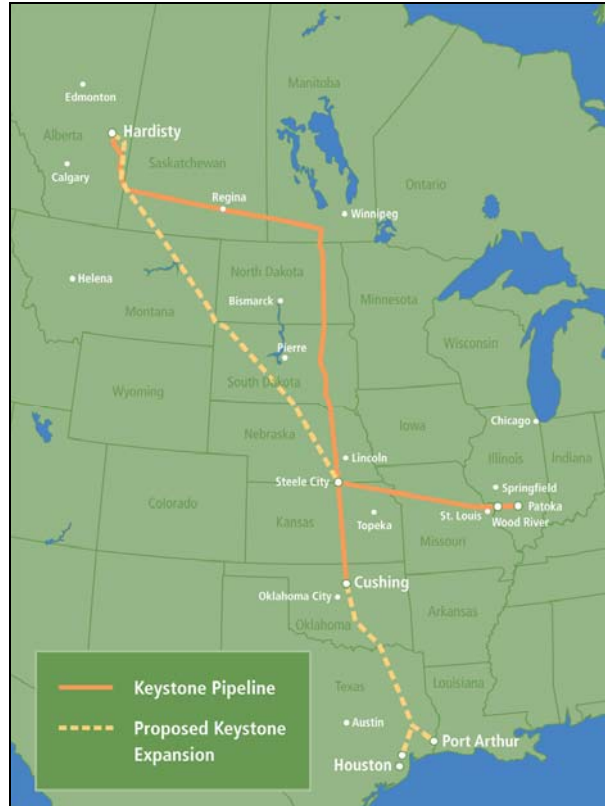 Edmonton
Manitoba
Hardisty
Alberta
Saskatchewan
Calgary
Ontario
Regina
Winnipeg
Helena
North Dakota
Minnesota
Bismarck
Montana
Pierre
Wisconsin
South Dakota
Wyoming
Chicago
Nebraska
Iowa
Lincoln
Illinois
Indiana
Steele City
Springfield
Colorado
Patoka
Kansas
St. Louis
Wood River
Topeka
Missouri
Cushing
Oklahoma City
Arkansas
Oklahoma
Keystone Pipeline
Texas
Louisiana
Austin
Proposed Keystone
Expansion
Port Arthur
Houston